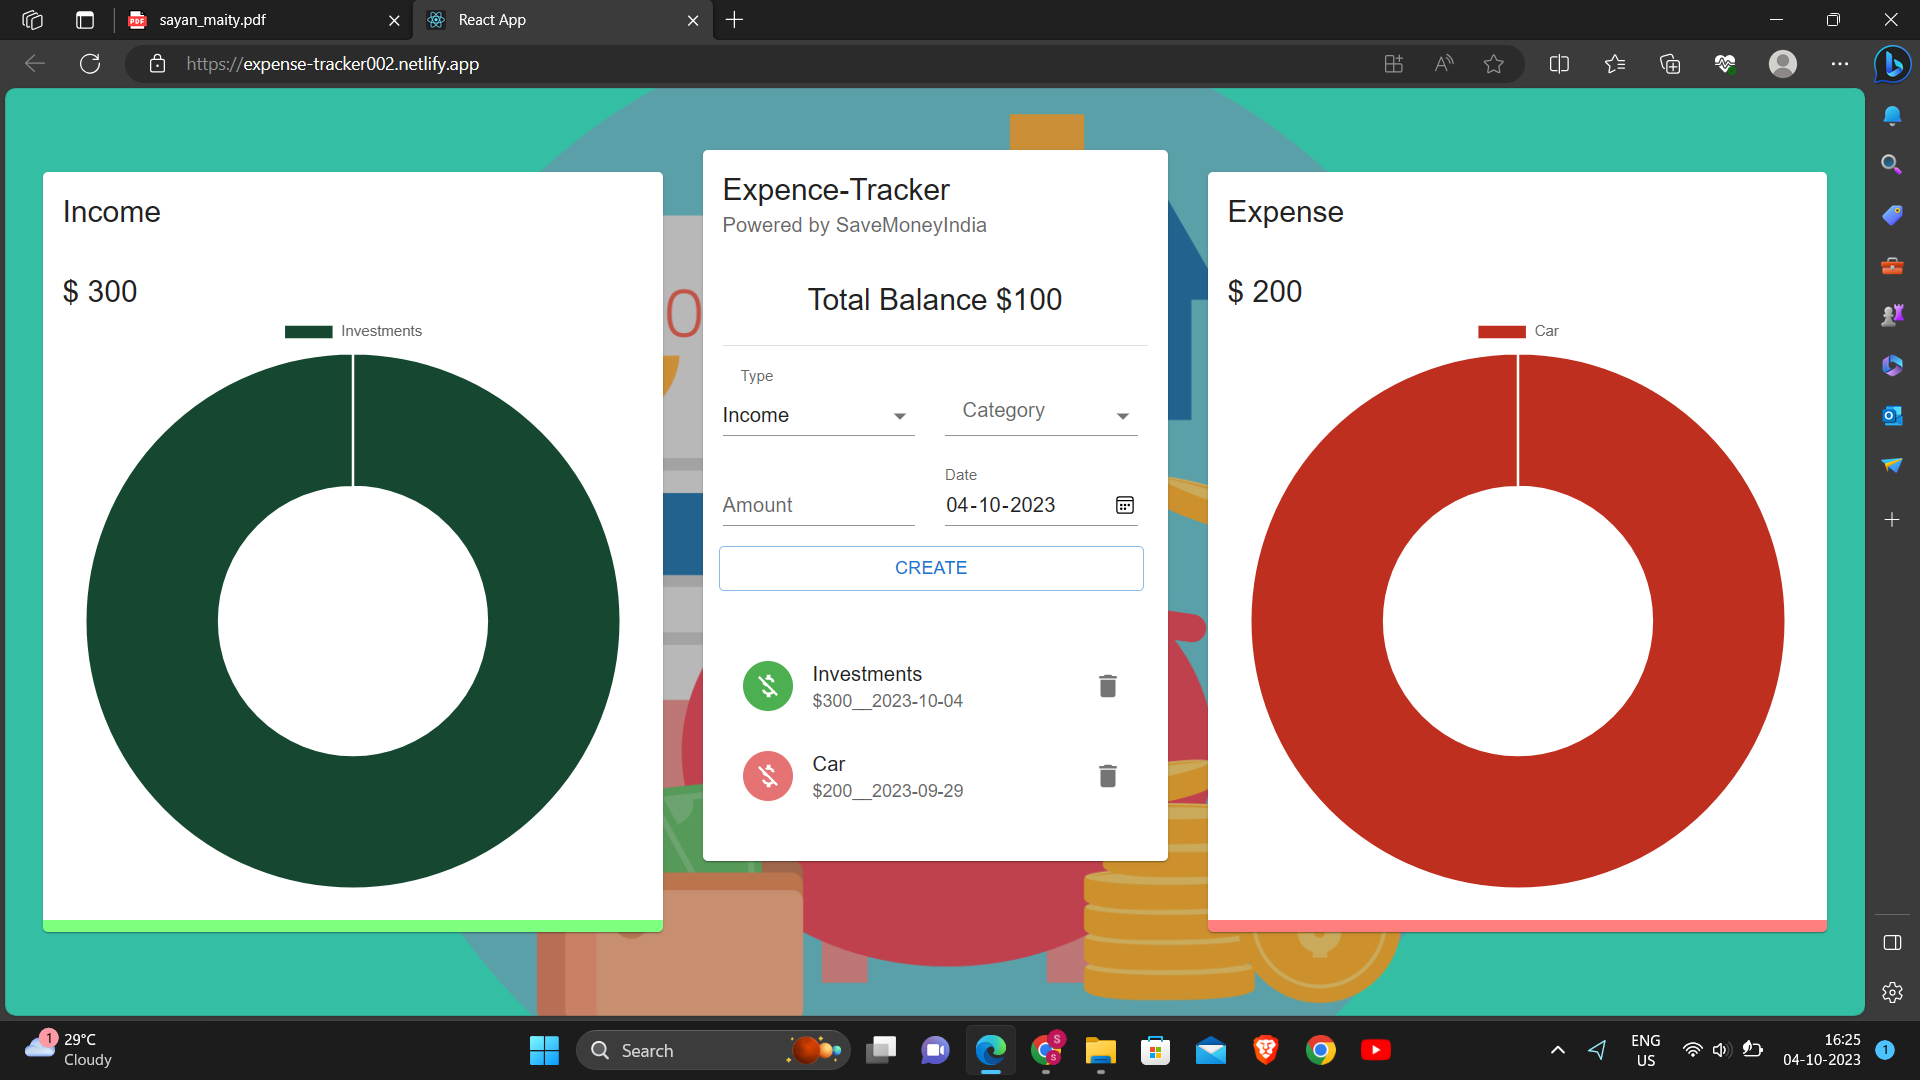 sayan_maity.pdf
React App
https://expense-tracker002.netlify.app
Income
$ 300
Investments
Expence-Tracker
Powered by SaveMoneyIndia
Total Balance $100
Type
Income
Category
Amount
Date
04-10-2023
CREATE
Investments
$300__2023-10-04
Car
$200__2023-09-29
Expense
$ 200
Car
1
29°C
Cloudy
Search
S
S
ENG
US
16:25
04-10-2023
1